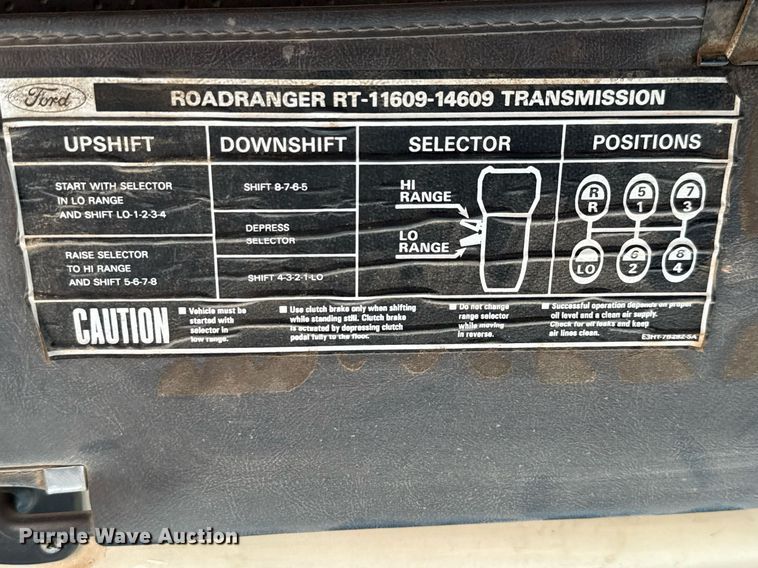 Ford
ROADRANGER RT-11609-14609 TRANSMISSION
UPSHIFT
START WITH SELECTOR
IN LO RANGE
AND SHIFT LO-1-2-3-4
RAISE SELECTOR
TO HI RANGE
AND SHIFT 5-6-7-8
DOWNSHIFT
SHIFT 8-7-6-5
DEPRESS
SELECTOR
SHIFT 4-3-2-1-LO
SELECTOR
HI
RANGE
LO
RANGE
POSITIONS
R 5 7
R 1 3
6
LO 2 4
CAUTION
■ Vehicle must be
started with
selector in
low range.
■ Use clutch brake only when shifting
while standing still. Clutch brake
is actuated by depressing clutch
pedal fully to the floor.
■ Do not change
range selector
while moving
in reverse.
■ Successful operation depends on proper
oil level and a clean air supply.
Check for oil leaks and keep
air lines clean.
E3HT-7B282-SA
Purple Wave Auction